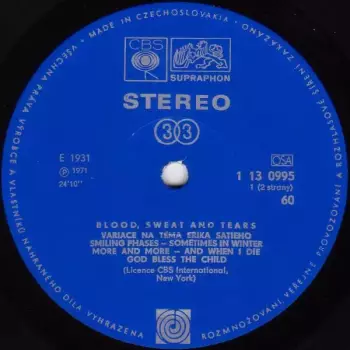 • MADE IN CZECHOSLOVAKIA •
VŠECHNA PRÁVA VÝROBCE A VLASTNÍKU NAHRANÉHO DÍLA VYHRAZENA
ROZMNOŽOVÁNÍ, VEŘEJNÉ PROVOZOVÁNÍ A ROZHLASOVÉ ŠÍŘENÍ ZAKÁZÁNO
CBS
SUPRAPHON
STEREO
33
E 1931
Ⓟ 1971
24'10"
OSA
1 13 0995
1 (2 strany)
60
BLOOD, SWEAT AND TEARS
VARIACE NA TEMA ERIKA SATIEHO
SMILING PHASES – SOMETIMES IN WINTER
MORE AND MORE – AND WHEN I DIE
GOD BLESS THE CHILD
(Licence CBS International,
New York)